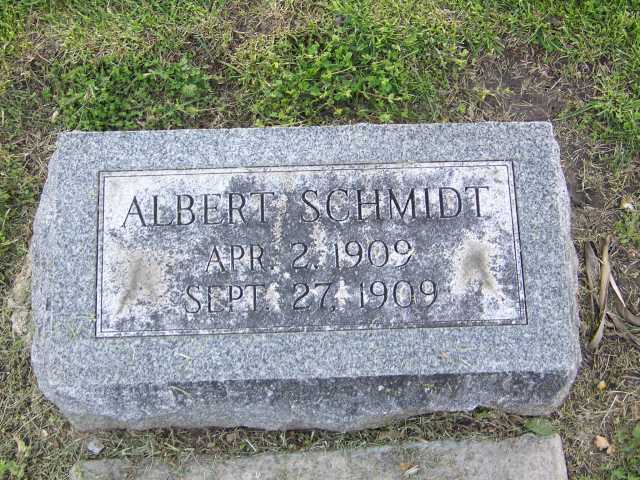 ALBERT SCHMIDT
APR. 2, 1909
SEPT. 27, 1909